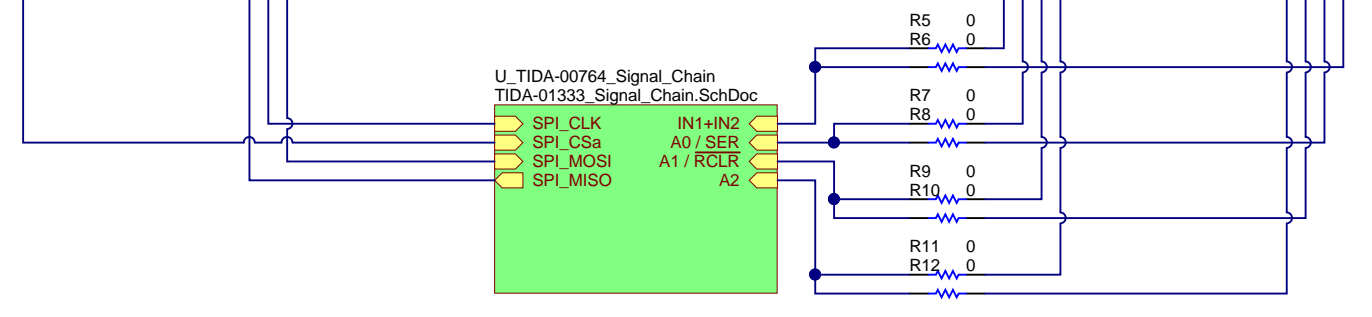 R5 0
R6 0
U_TIDA-00764_Signal_Chain
TIDA-01333_Signal_Chain.SchDoc
R7 0
R8 0
SPI_CLK IN1+IN2
SPI_CSa A0 / SER
SPI_MOSI A1 / RCLR
SPI_MISO A2
R9 0
R10 0
R11 0
R12 0